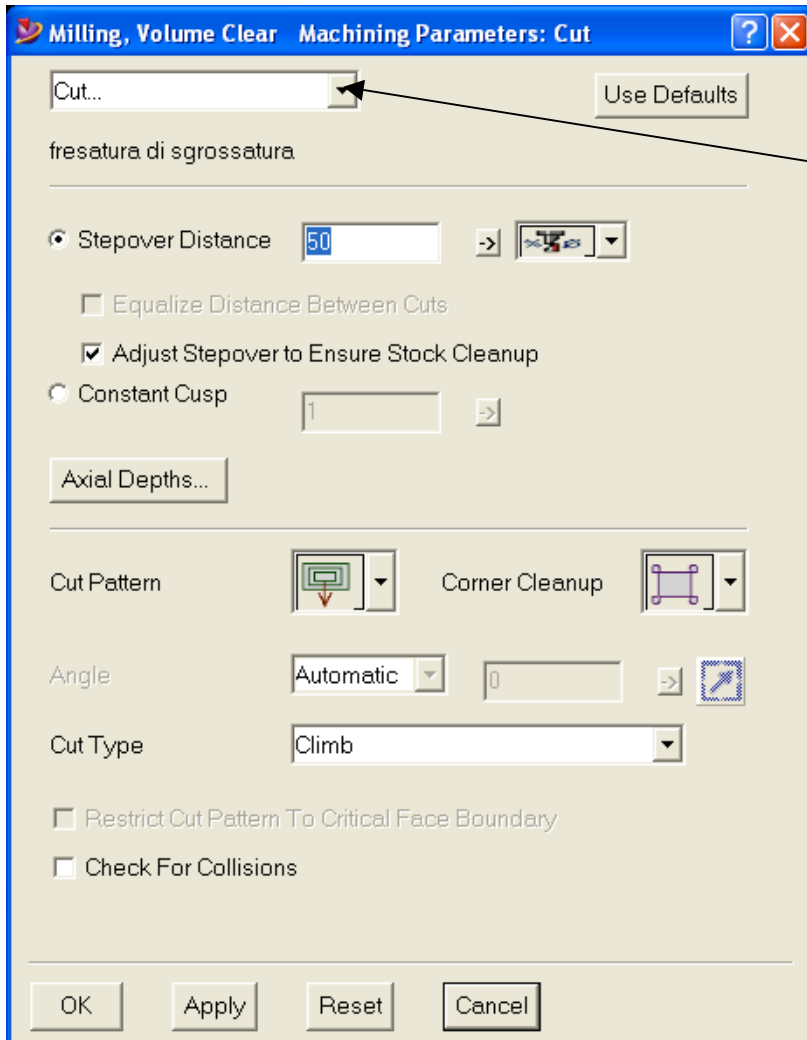 Milling, Volume Clear Machining Parameters: Cut
Cut...
Use Defaults
fresatura di sgrossatura
Stepover Distance 50 ->
Equalize Distance Between Cuts
Adjust Stepover to Ensure Stock Cleanup
Constant Cusp 1 ->
Axial Depths...
Cut Pattern Corner Cleanup
Angle Automatic 0 ->
Cut Type Climb
Restrict Cut Pattern To Critical Face Boundary
Check For Collisions
OK Apply Reset Cancel